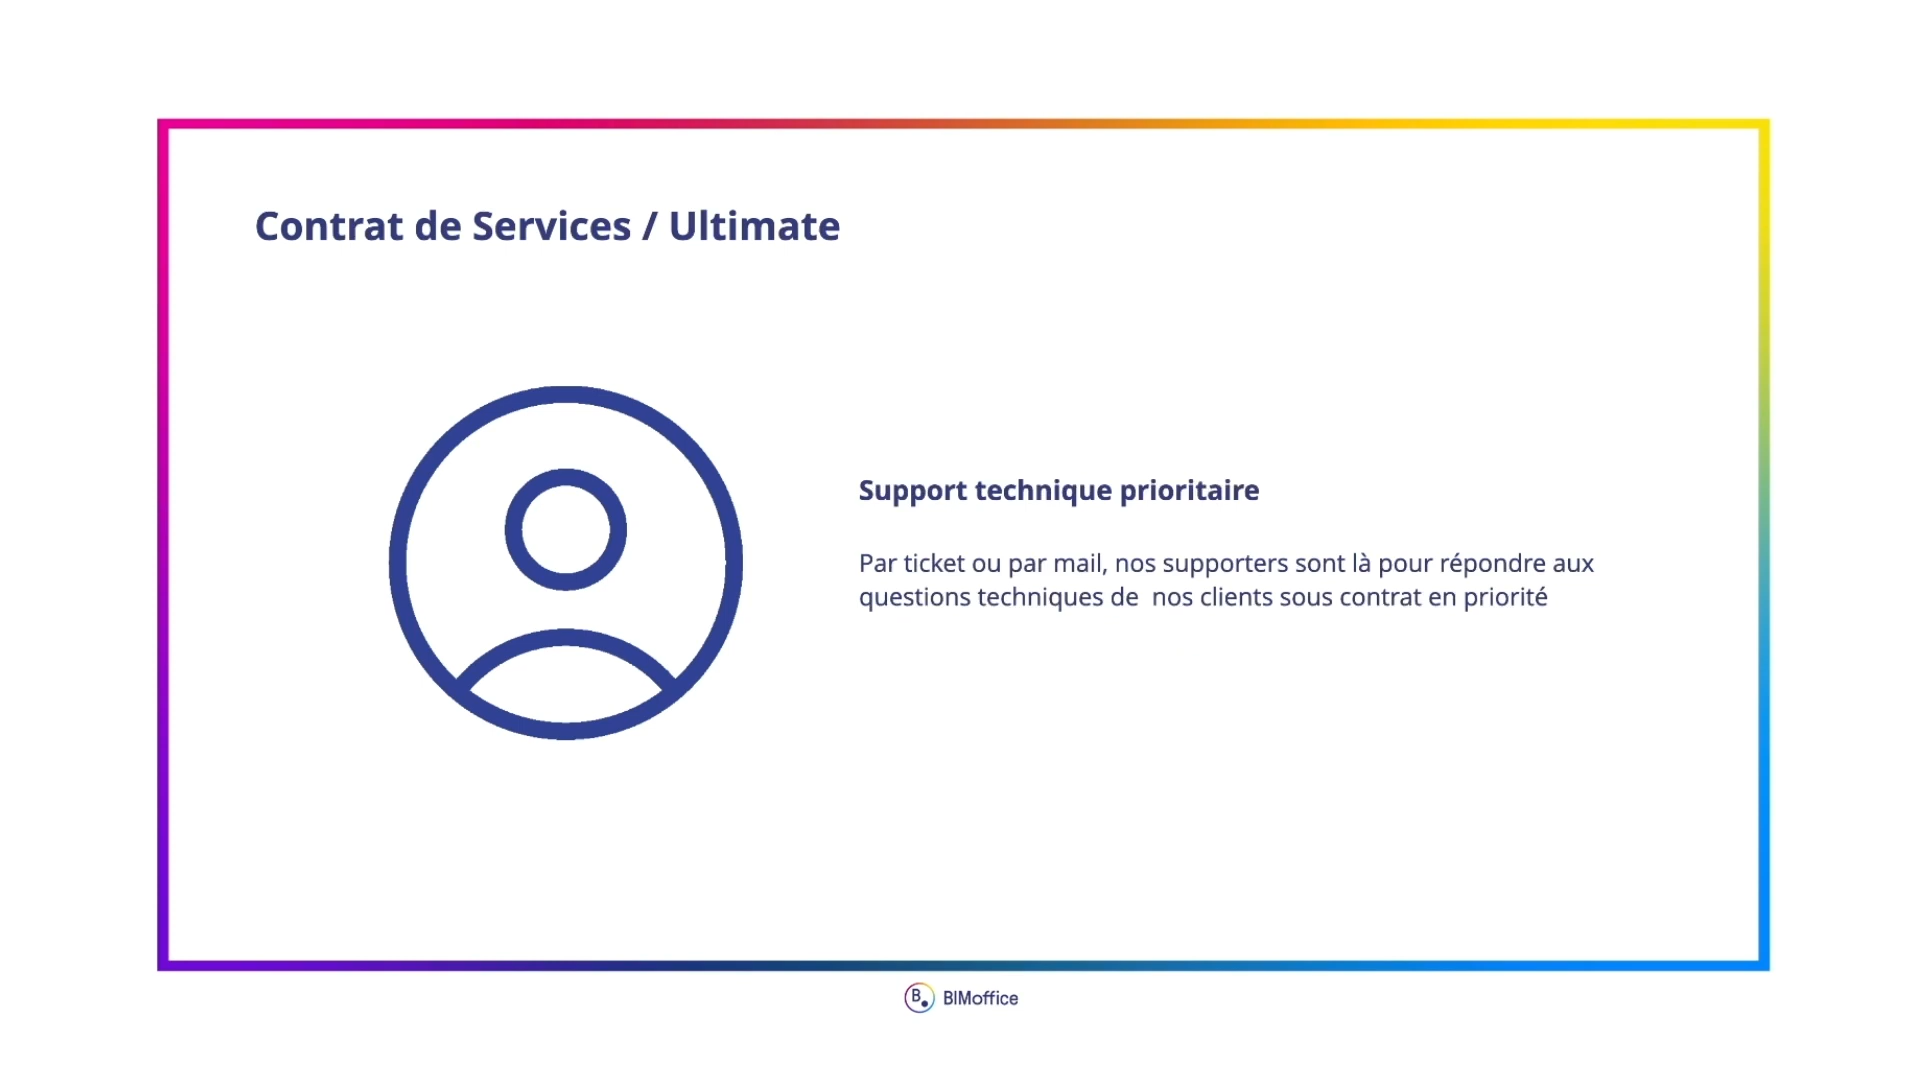 Contrat de Services / Ultimate
Support technique prioritaire
Par ticket ou par mail, nos supporters sont là pour répondre aux
questions techniques de  nos clients sous contrat en priorité
B. BIMoffice